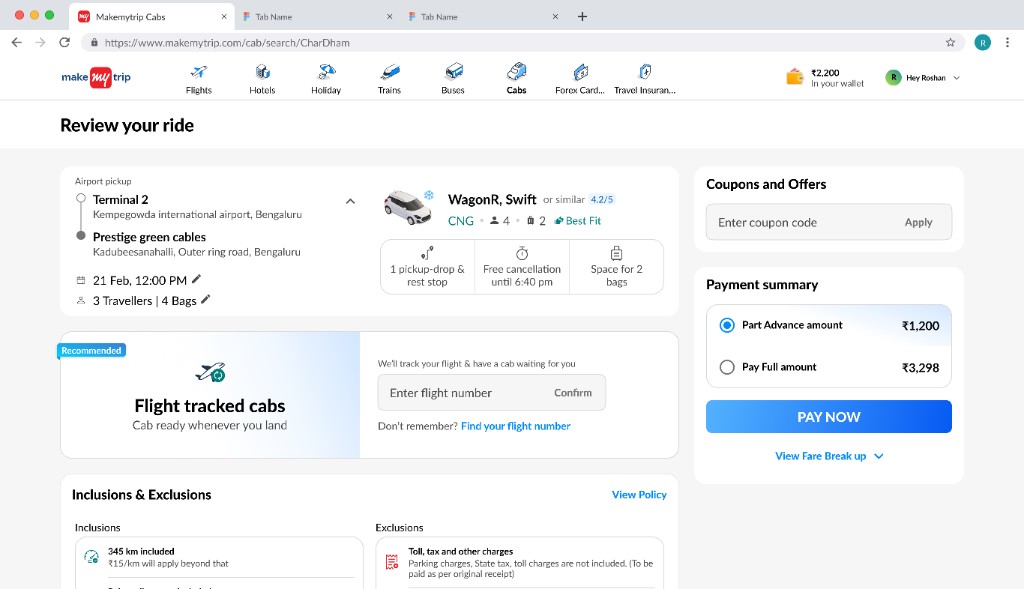 Makemytrip Cabs
Tab Name
Tab Name
https://www.makemytrip.com/cab/search/CharDham
R
make my trip
Flights
Hotels
Holiday
Trains
Buses
Cabs
Forex Card...
Travel Insuran...
₹2,200
In your wallet
R
Hey Roshan
Review your ride
Airport pickup
Terminal 2
Kempegowda international airport, Bengaluru
Prestige green cables
Kadubeesanahalli, Outer ring road, Bengaluru
21 Feb, 12:00 PM
3 Travellers | 4 Bags
WagonR, Swift or similar 4.2/5
CNG • 4 • 2 Best Fit
1 pickup-drop &
rest stop
Free cancellation
until 6:40 pm
Space for 2
bags
Coupons and Offers
Enter coupon code Apply
Payment summary
Part Advance amount ₹1,200
Pay Full amount ₹3,298
PAY NOW
View Fare Break up
Recommended
Flight tracked cabs
Cab ready whenever you land
We'll track your flight & have a cab waiting for you
Enter flight number Confirm
Don't remember? Find your flight number
Inclusions & Exclusions
View Policy
Inclusions
345 km included
₹15/km will apply beyond that
Exclusions
Toll, tax and other charges
Parking charges, State tax, toll charges are not included. (To be
paid as per original receipt)